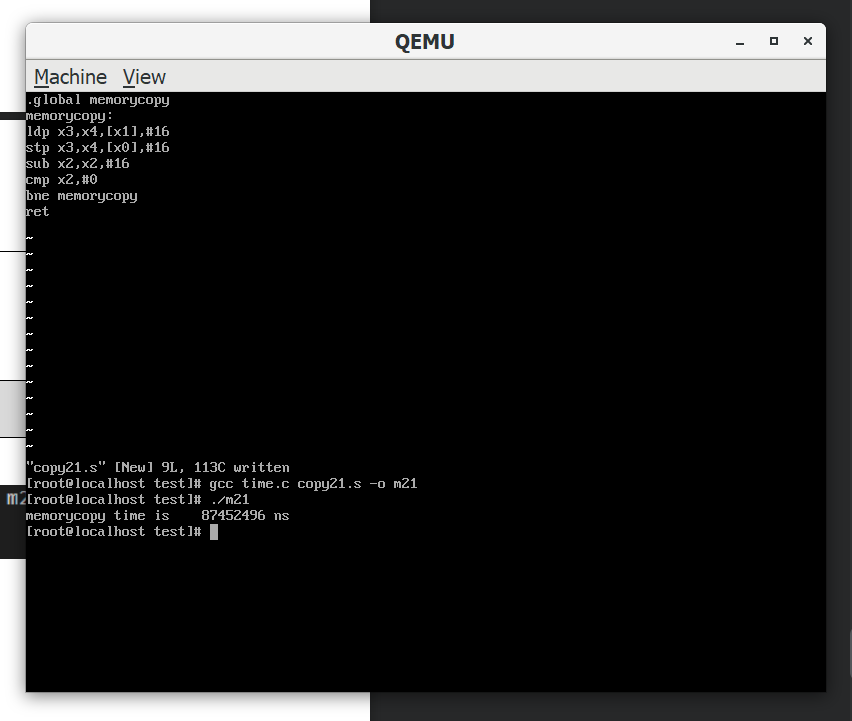 QEMU
Machine View
.global memorycopy
memorycopy:
ldp x3,x4,[x1],#16
stp x3,x4,[x0],#16
sub x2,x2,#16
cmp x2,#0
bne memorycopy
ret
~
~
~
~
~
~
~
~
~
~
~
~
~
~
"copy21.s" [New] 9L, 113C written
[root@localhost test]# gcc time.c copy21.s -o m21
[root@localhost test]# ./m21
memorycopy time is    87452496 ns
[root@localhost test]#